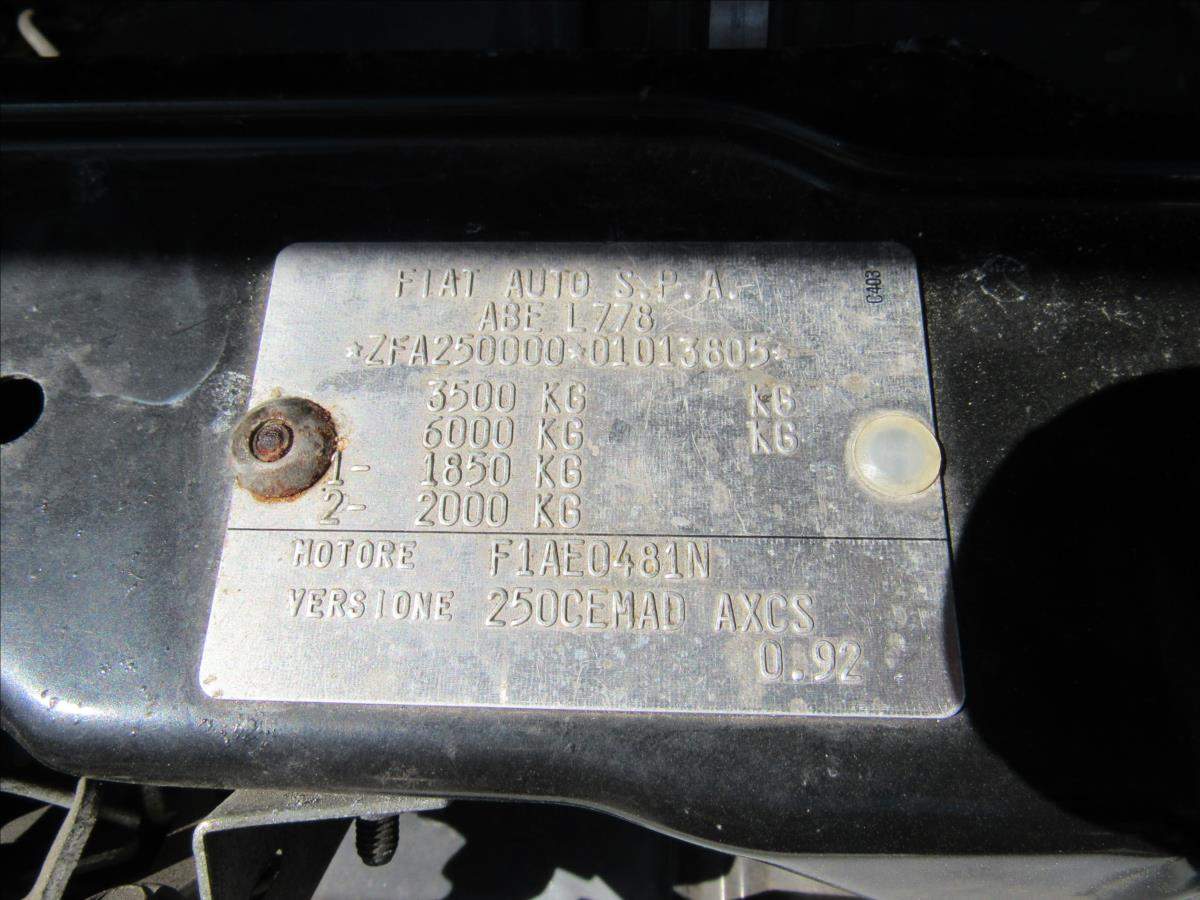 FIAT AUTO S.P.A.
0403
ABE L778
*ZFA250000*01013805*
3500 KG KG
6000 KG KG
1- 1850 KG
2- 2000 KG
MOTORE F1AE0481N
VERSIONE 250CEMAD AXCS
0.92